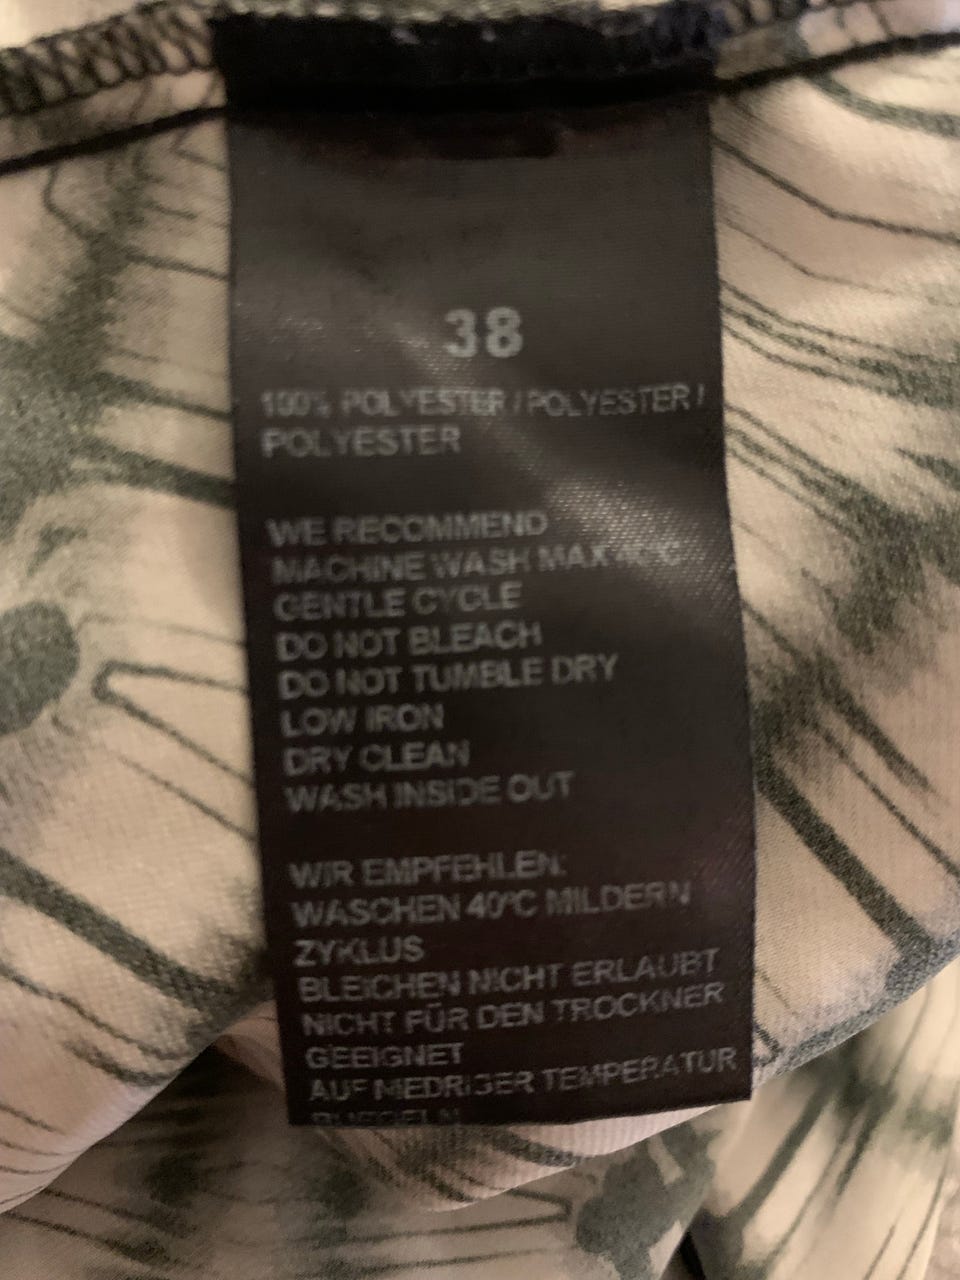 38
100% POLYESTER / POLYESTER /
POLYESTER
WE RECOMMEND
MACHINE WASH MAX 40°C
GENTLE CYCLE
DO NOT BLEACH
DO NOT TUMBLE DRY
LOW IRON
DRY CLEAN
WASH INSIDE OUT
WIR EMPFEHLEN:
WASCHEN 40°C MILDERN
ZYKLUS
BLEICHEN NICHT ERLAUBT
NICHT FÜR DEN TROCKNER
GEEIGNET
AUF NIEDRIGER TEMPERATUR